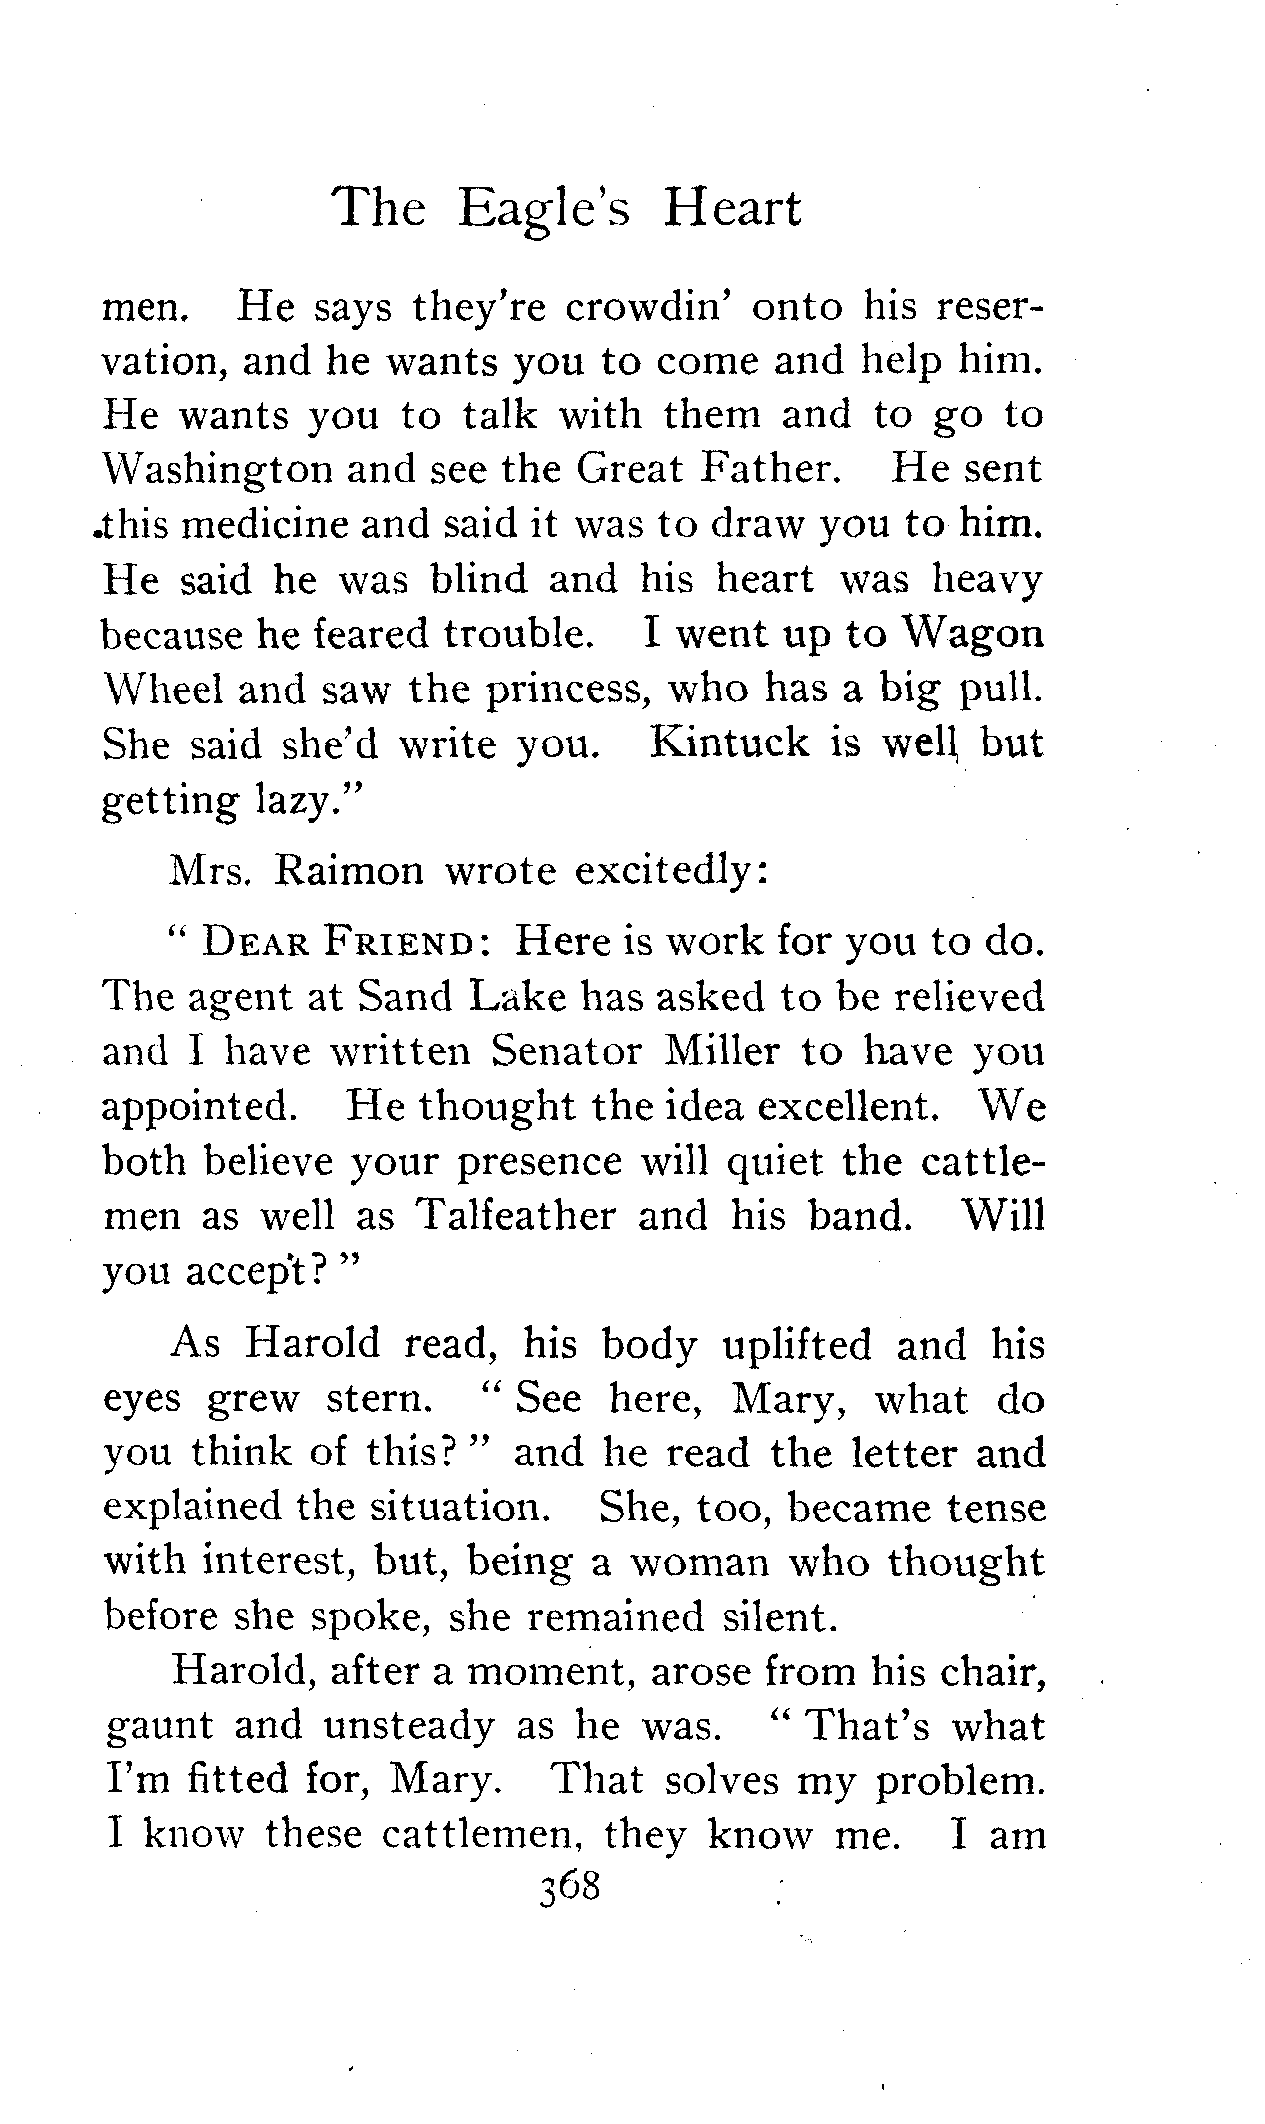 The Eagle's Heart
men. He says they're crowdin' onto his reser-
vation, and he wants you to come and help him.
He wants you to talk with them and to go to
Washington and see the Great Father. He sent
this medicine and said it was to draw you to him.
He said he was blind and his heart was heavy
because he feared trouble. I went up to Wagon
Wheel and saw the princess, who has a big pull.
She said she'd write you. Kintuck is well but
getting lazy."
Mrs. Raimon wrote excitedly:
" DEAR FRIEND: Here is work for you to do.
The agent at Sand Lake has asked to be relieved
and I have written Senator Miller to have you
appointed. He thought the idea excellent. We
both believe your presence will quiet the cattle-
men as well as Talfeather and his band. Will
you accept? "
As Harold read, his body uplifted and his
eyes grew stern. " See here, Mary, what do
you think of this? " and he read the letter and
explained the situation. She, too, became tense
with interest, but, being a woman who thought
before she spoke, she remained silent.
Harold, after a moment, arose from his chair,
gaunt and unsteady as he was. " That's what
I'm fitted for, Mary. That solves my problem.
I know these cattlemen, they know me. I am
368